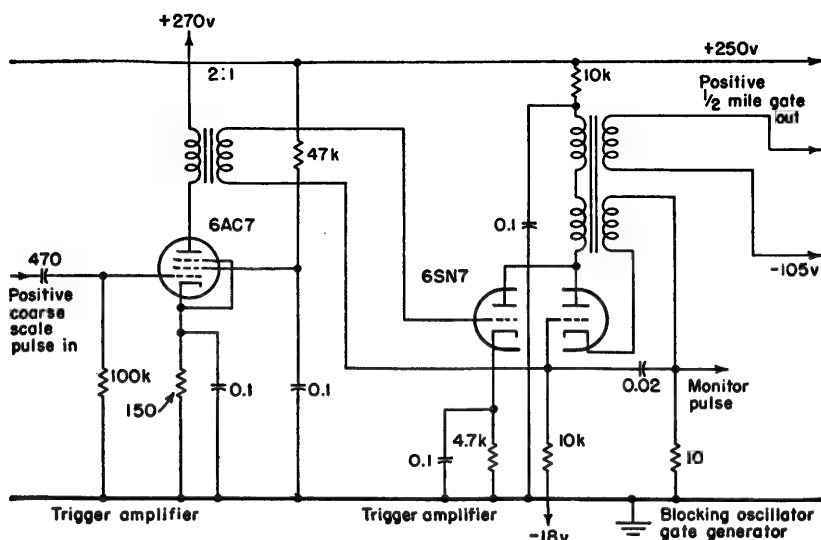 +270v
2:1
+250v
10k
Positive
1/2 mile gate
out
47k
6AC7
0.1
6SN7
-105v
470
Positive
coarse
scale
pulse in
100k
150
0.1
0.1
0.02
Monitor
pulse
4.7k
10k
0.1
10
Trigger amplifier
Trigger amplifier
-18v
Blocking oscillator
gate generator